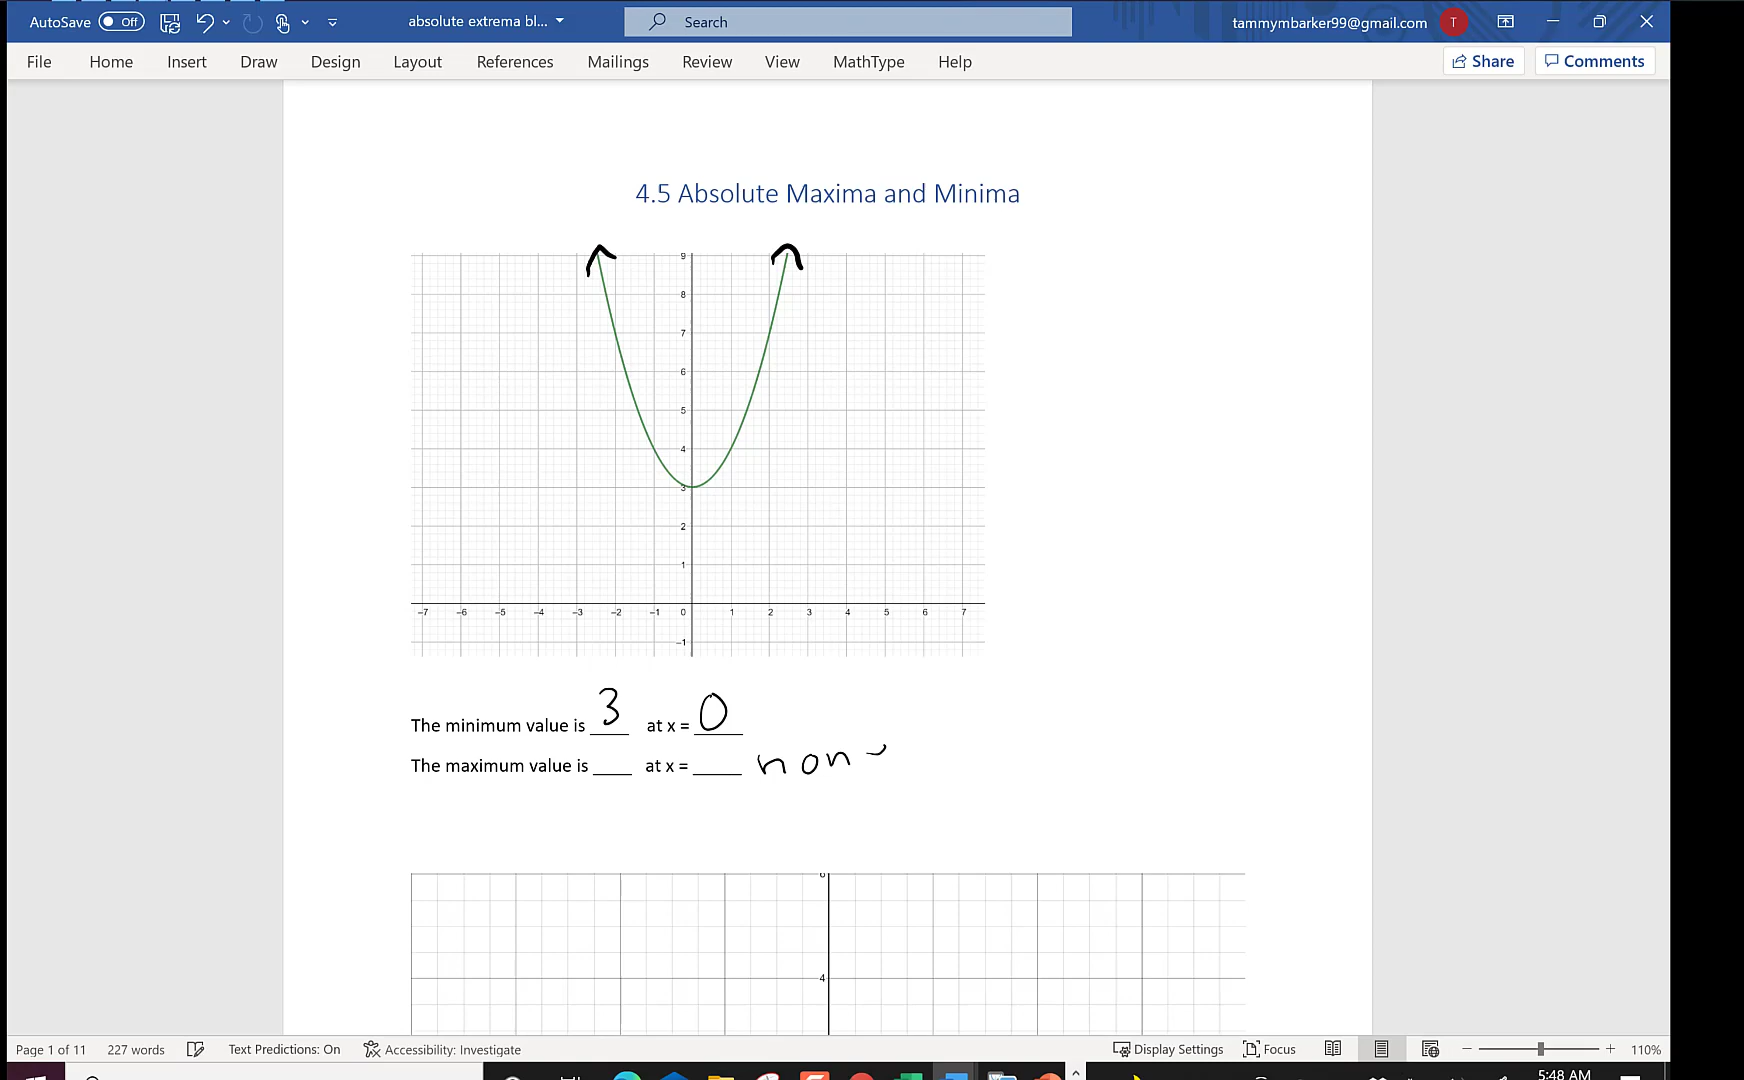 AutoSave Off absolute extrema bl... Search tammymbarker99@gmail.com T
File Home Insert Draw Design Layout References Mailings Review View MathType Help Share Comments
4.5 Absolute Maxima and Minima
9
8
7
6
5
4
3
2
1
-7 -6 -5 -4 -3 -2 -1 0 1 2 3 4 5 6 7
-1
The minimum value is 3 at x = 0
The maximum value is ___ at x = ____ non
4
Page 1 of 11 227 words Text Predictions: On Accessibility: Investigate Display Settings Focus 110%
5:48 AM